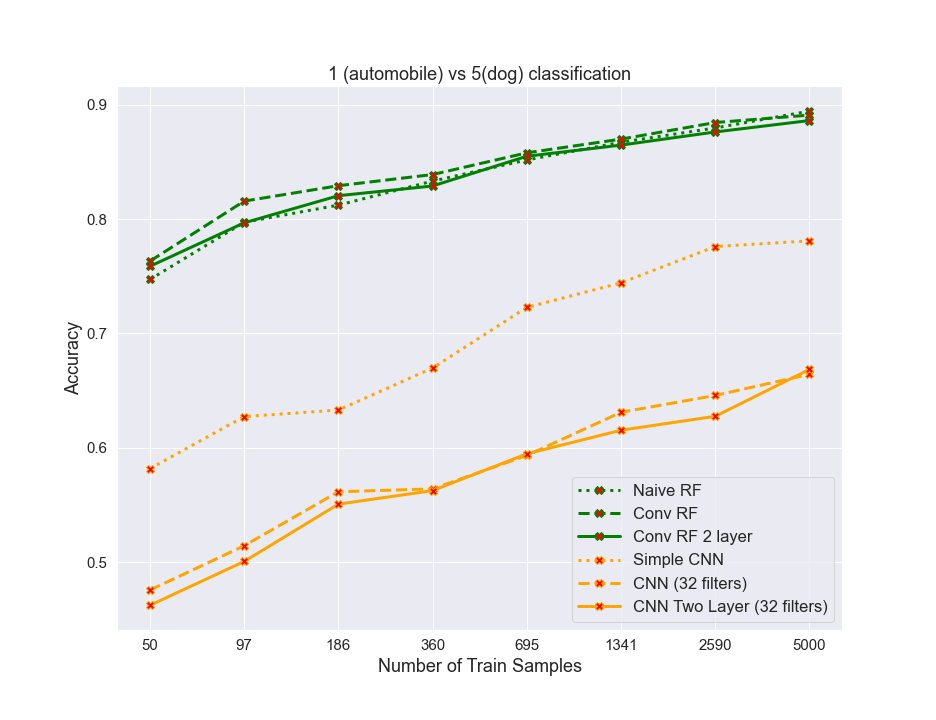 1 (automobile) vs 5(dog) classification
0.9
0.8
0.7
0.6
0.5
Accuracy
Naive RF
Conv RF
Conv RF 2 layer
Simple CNN
CNN (32 filters)
CNN Two Layer (32 filters)
50 97 186 360 695 1341 2590 5000
Number of Train Samples